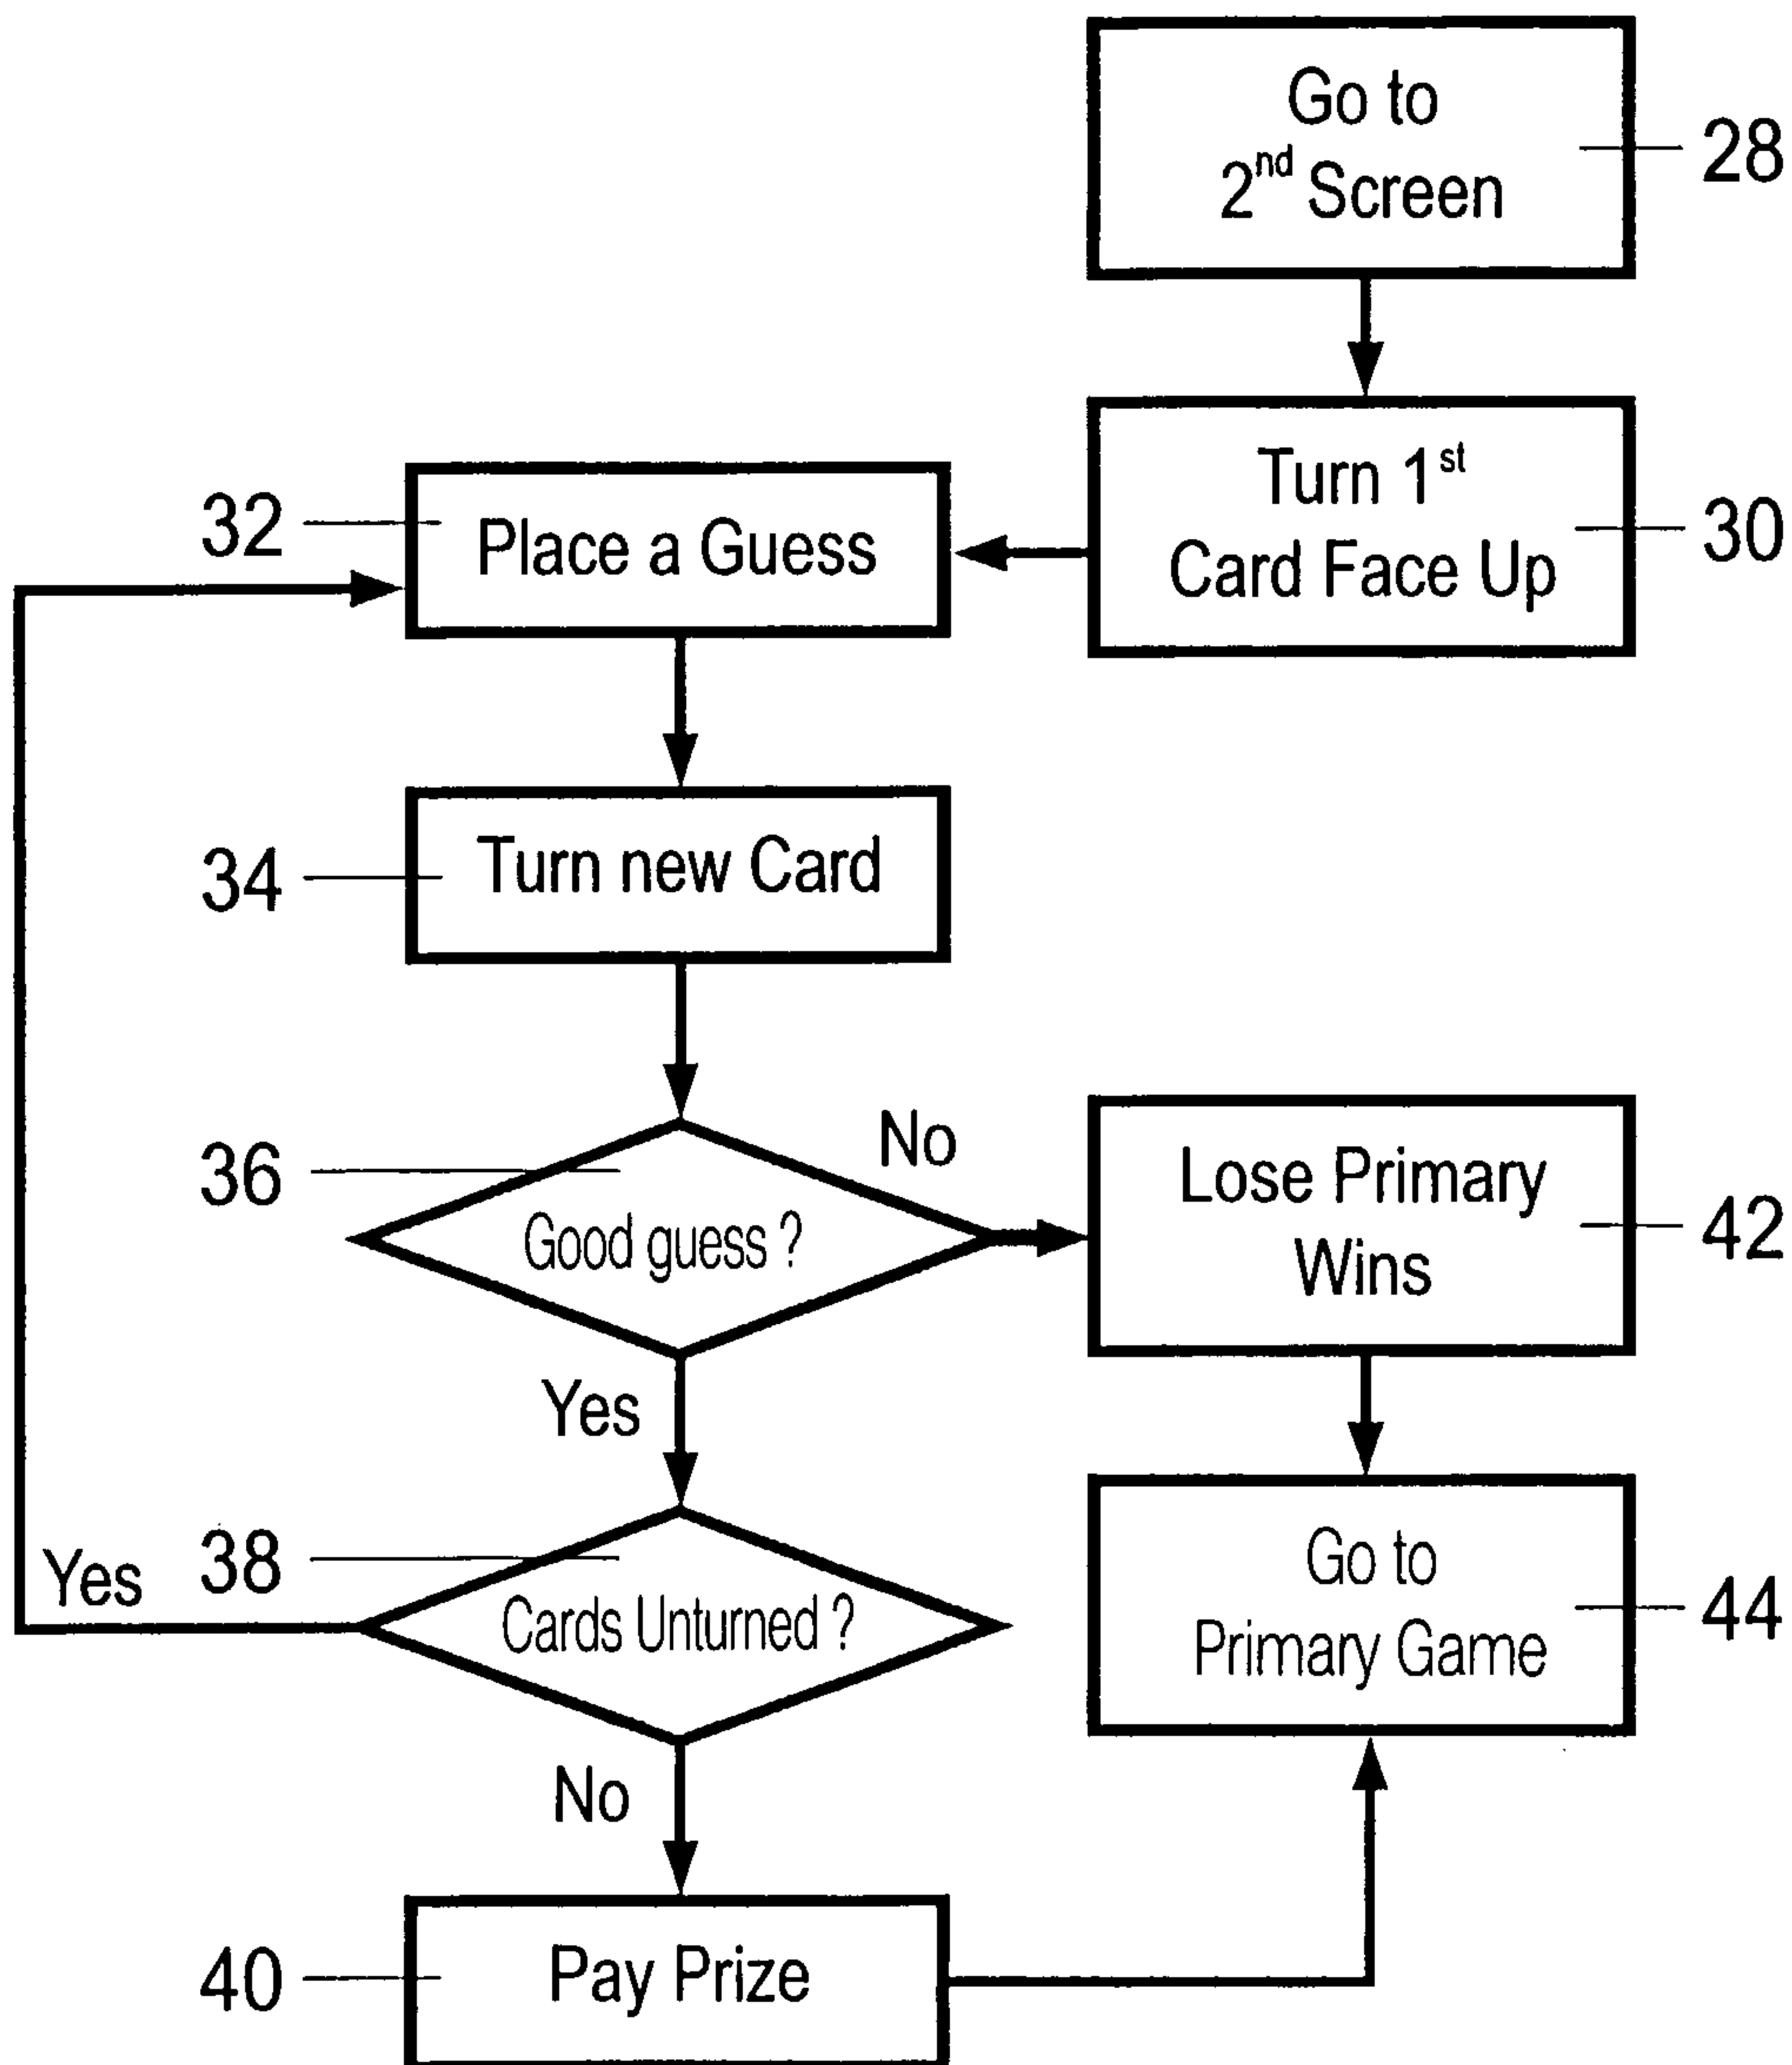 Go to
2nd Screen
28
Turn 1st
Card Face Up
30
32
Place a Guess
34
Turn new Card
36
Good guess ?
No
Lose Primary
Wins
42
Yes
Yes
38
Cards Unturned ?
Go to
Primary Game
44
No
40
Pay Prize